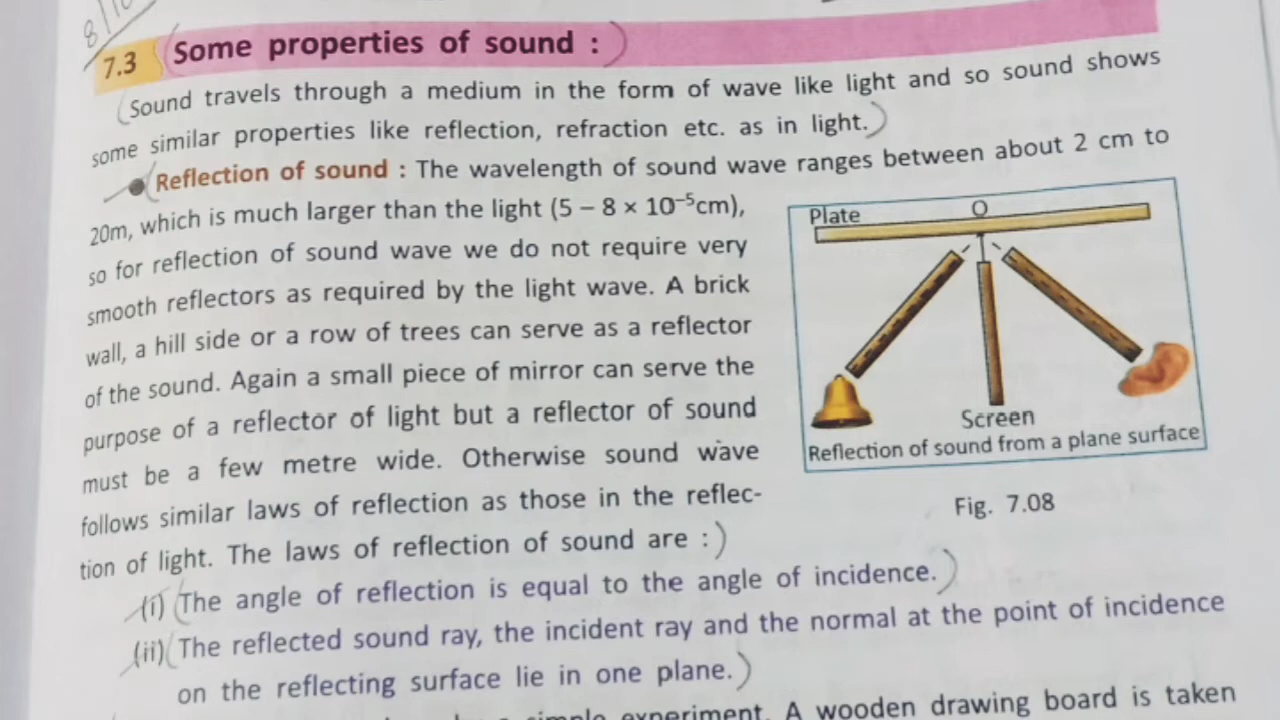 8/10
7.3 (Some properties of sound :)
(Sound travels through a medium in the form of wave like light and so sound shows
some similar properties like reflection, refraction etc. as in light.)
● (Reflection of sound : The wavelength of sound wave ranges between about 2 cm to
20m, which is much larger than the light (5 – 8 × 10⁻⁵cm),
so for reflection of sound wave we do not require very
smooth reflectors as required by the light wave. A brick
wall, a hill side or a row of trees can serve as a reflector
of the sound. Again a small piece of mirror can serve the
purpose of a reflector of light but a reflector of sound
must be a few metre wide. Otherwise sound wave
follows similar laws of reflection as those in the reflec-
tion of light. The laws of reflection of sound are :)
(i) (The angle of reflection is equal to the angle of incidence.)
(ii) (The reflected sound ray, the incident ray and the normal at the point of incidence
on the reflecting surface lie in one plane.)
simple experiment. A wooden drawing board is taken
Plate
O
Screen
Reflection of sound from a plane surface
Fig. 7.08